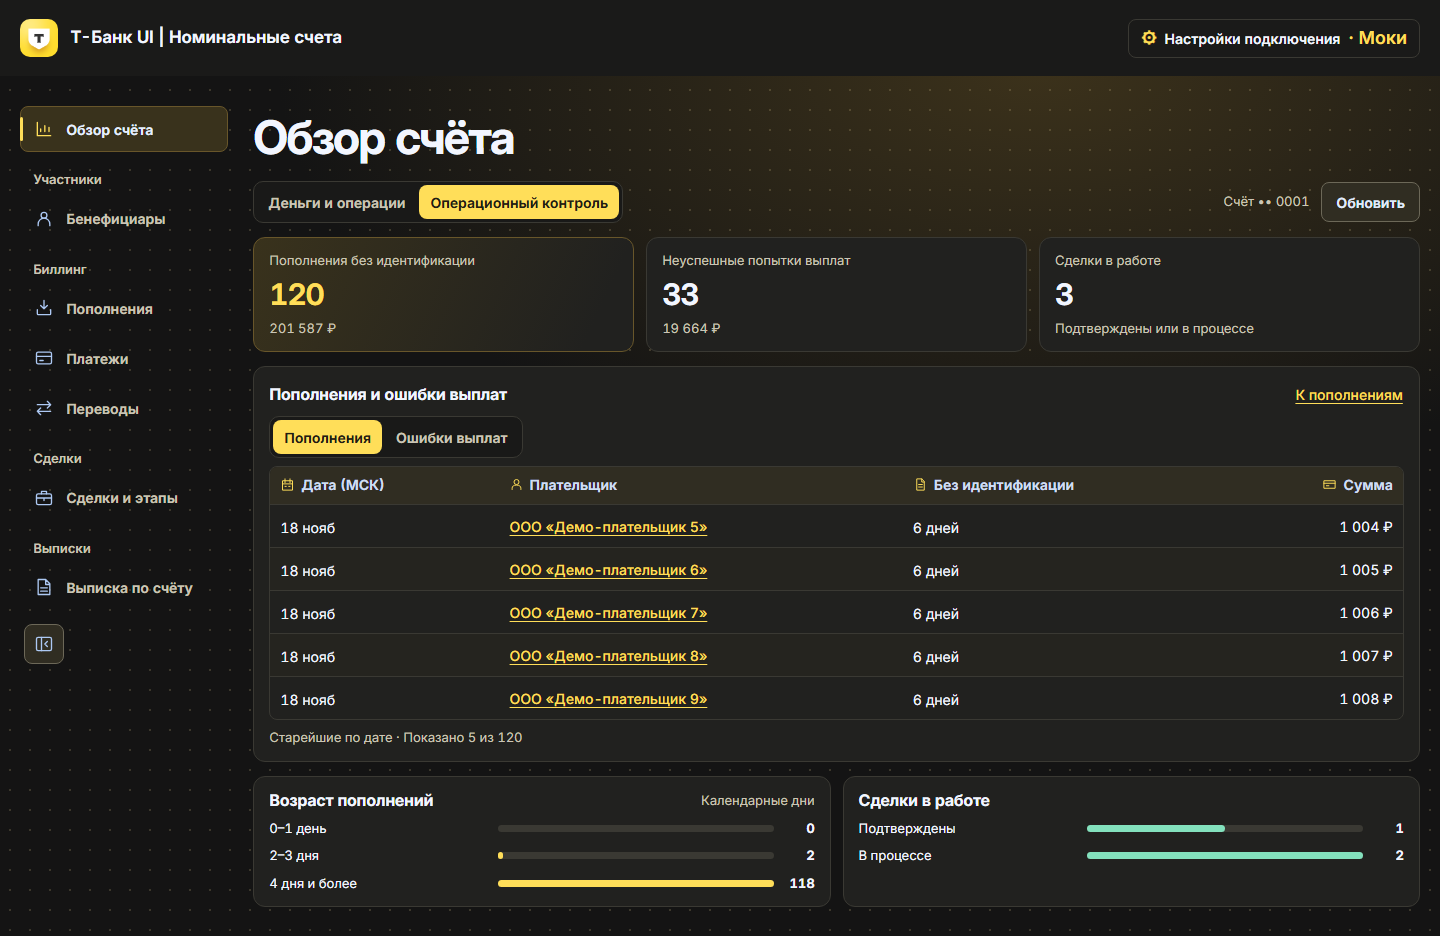 Т
Т-Банк UI | Номинальные счета
Настройки подключения · Моки
Обзор счёта
Участники
Бенефициары
Биллинг
Пополнения
Платежи
Переводы
Сделки
Сделки и этапы
Выписки
Выписка по счёту
Обзор счёта
Деньги и операции Операционный контроль
Счёт •• 0001 Обновить
Пополнения без идентификации
120
201 587 ₽
Неуспешные попытки выплат
33
19 664 ₽
Сделки в работе
3
Подтверждены или в процессе
Пополнения и ошибки выплат
К пополнениям
Пополнения Ошибки выплат
Дата (МСК) Плательщик Без идентификации Сумма
18 нояб ООО «Демо-плательщик 5» 6 дней 1 004 ₽
18 нояб ООО «Демо-плательщик 6» 6 дней 1 005 ₽
18 нояб ООО «Демо-плательщик 7» 6 дней 1 006 ₽
18 нояб ООО «Демо-плательщик 8» 6 дней 1 007 ₽
18 нояб ООО «Демо-плательщик 9» 6 дней 1 008 ₽
Старейшие по дате · Показано 5 из 120
Возраст пополнений Календарные дни
0–1 день 0
2–3 дня 2
4 дня и более 118
Сделки в работе
Подтверждены 1
В процессе 2